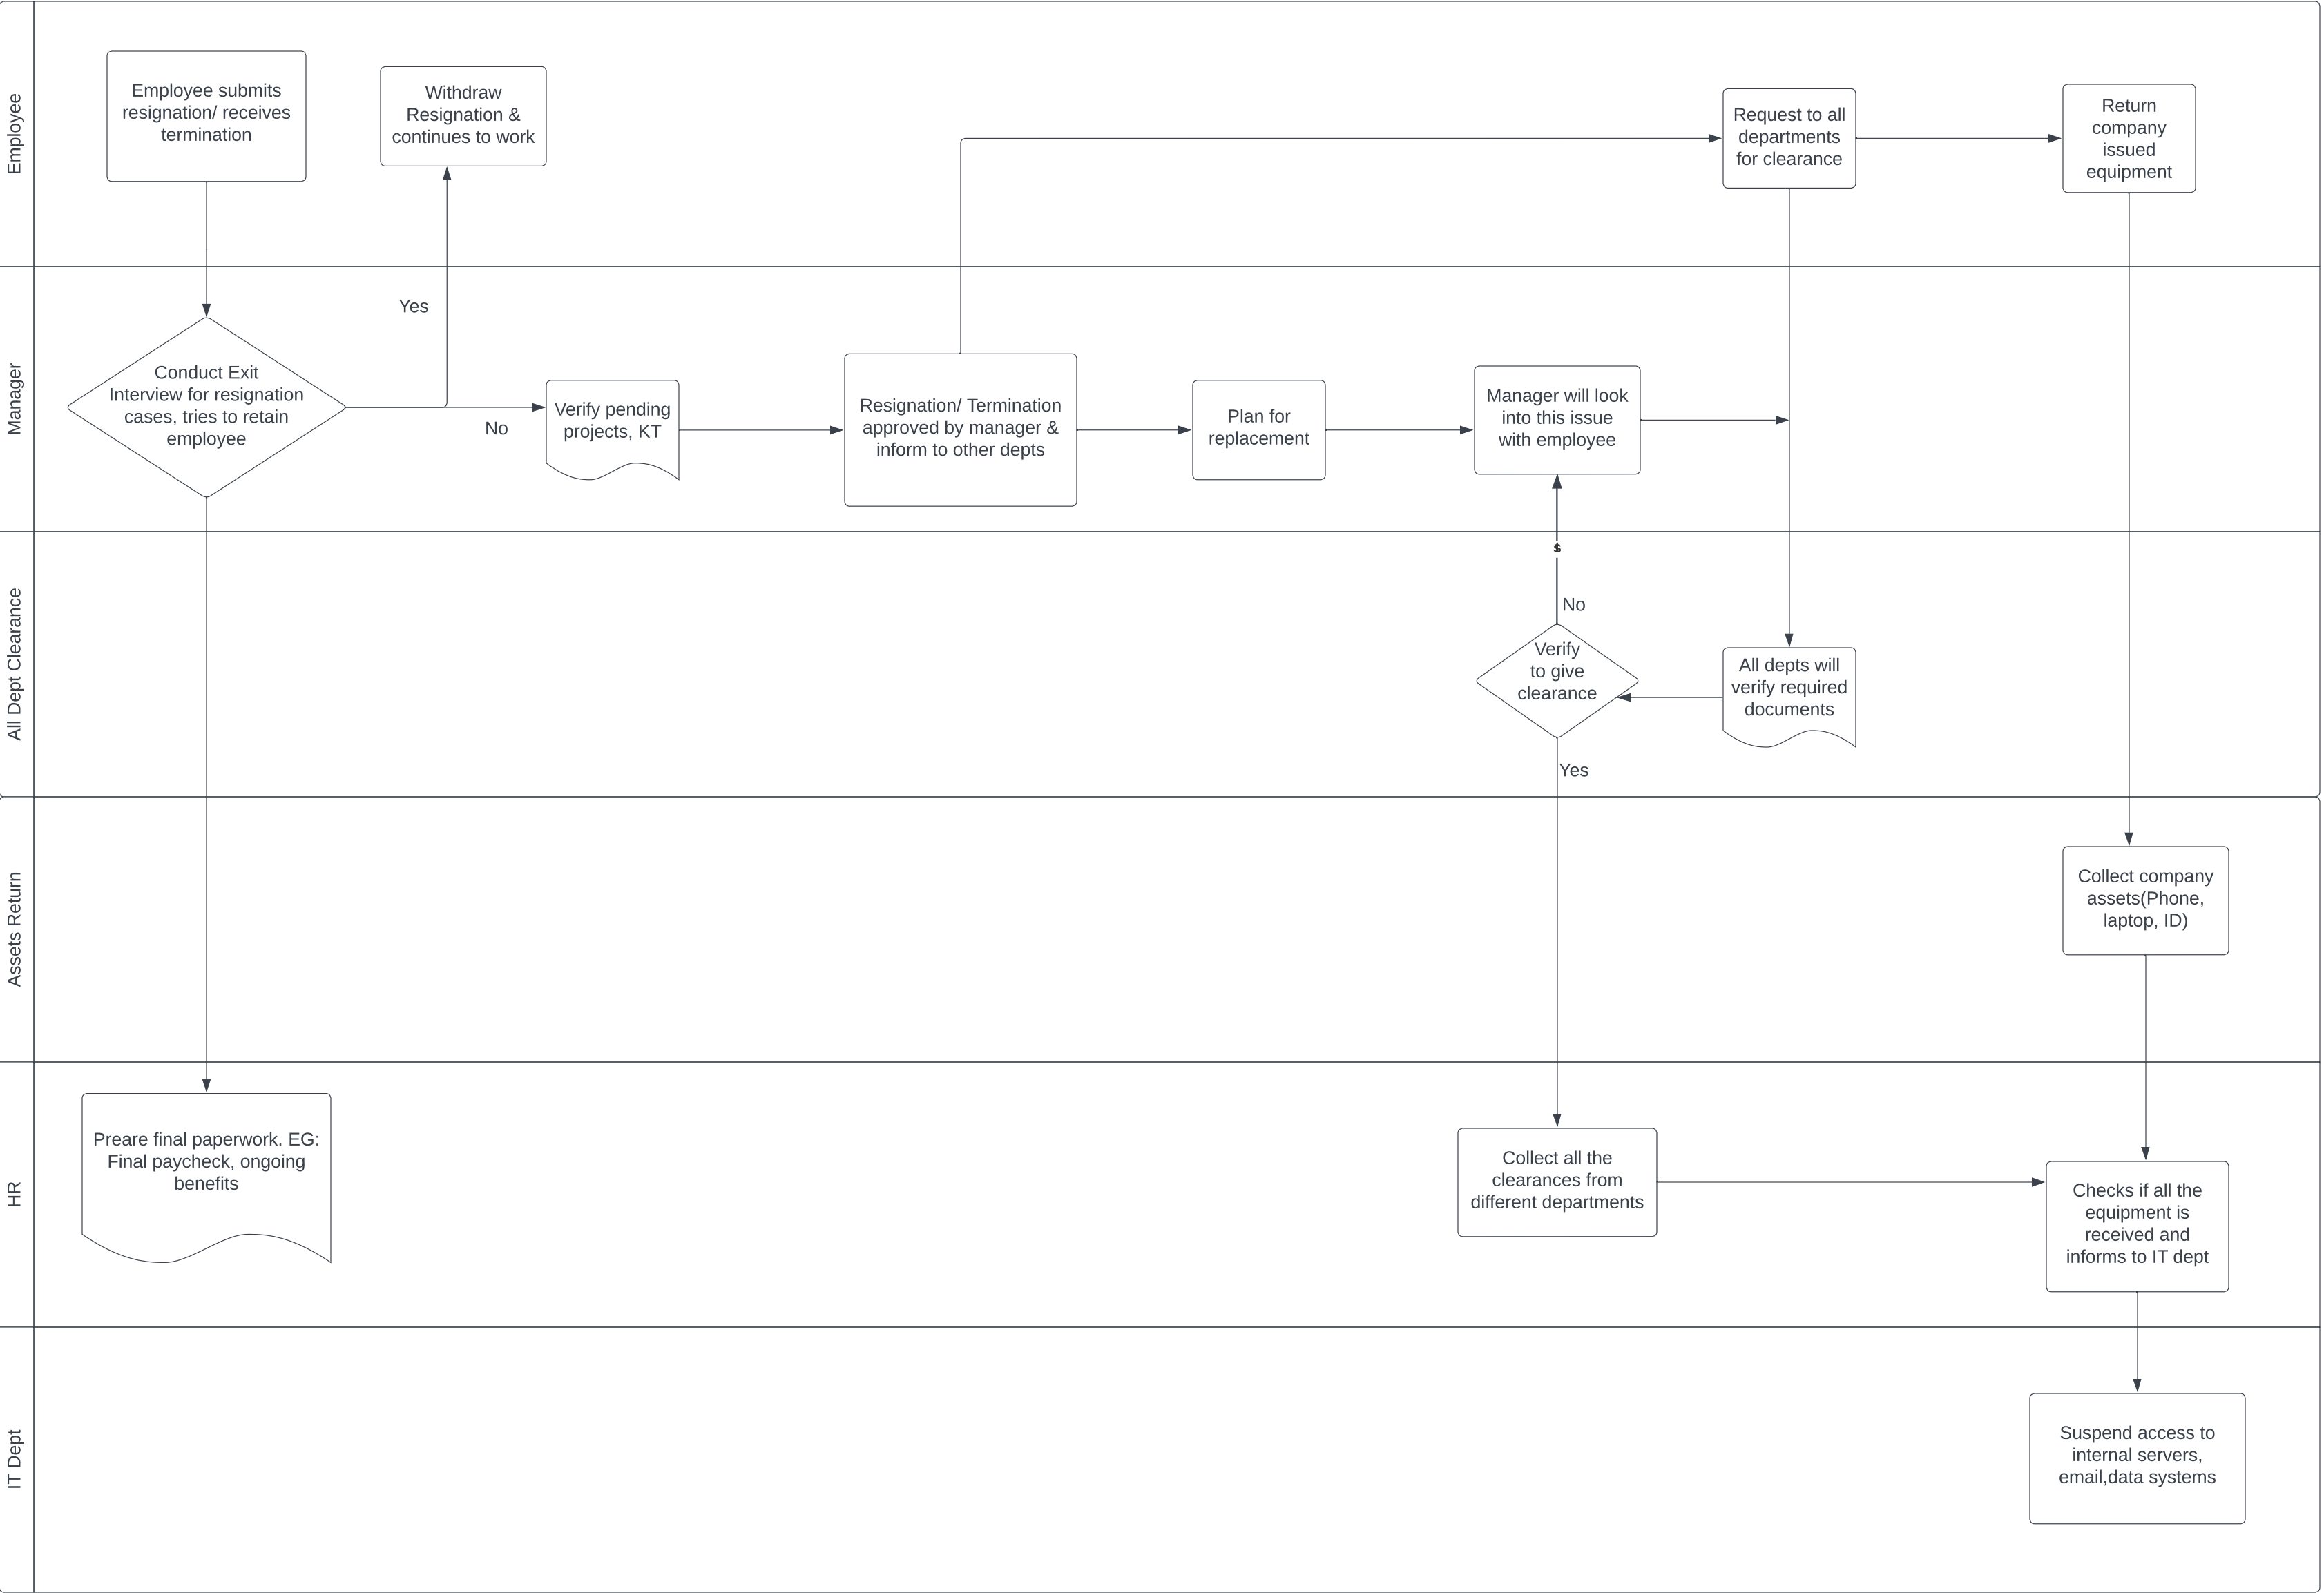 Employee
Employee submits
resignation/ receives
termination
Withdraw
Resignation &
continues to work
Request to all
departments
for clearance
Return
company
issued
equipment
Manager
Yes
Conduct Exit
Interview for resignation
cases, tries to retain
employee
No
Verify pending
projects, KT
Resignation/ Termination
approved by manager &
inform to other depts
Plan for
replacement
Manager will look
into this issue
with employee
All Dept Clearance
No
Verify
to give
clearance
Yes
All depts will
verify required
documents
Assets Return
Collect company
assets(Phone,
laptop, ID)
HR
Preare final paperwork. EG:
Final paycheck, ongoing
benefits
Collect all the
clearances from
different departments
Checks if all the
equipment is
received and
informs to IT dept
IT Dept
Suspend access to
internal servers,
email,data systems